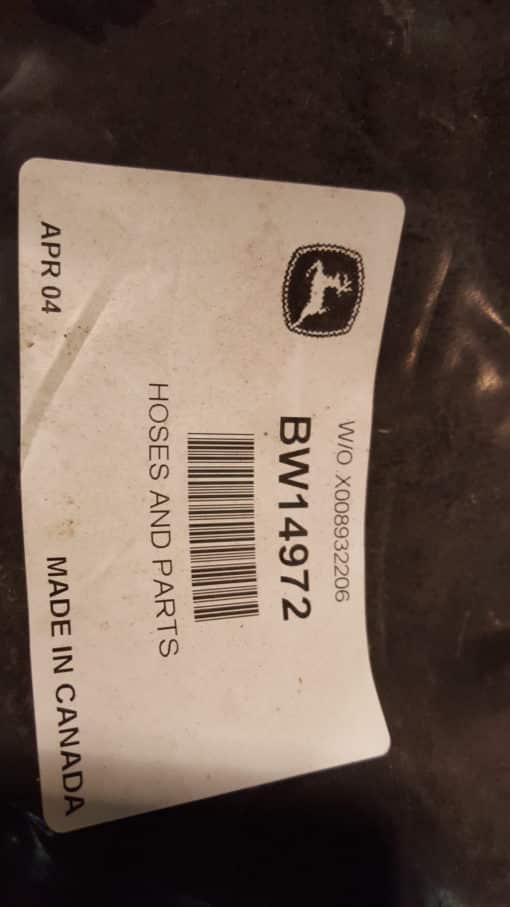 W/O X008932206
BW14972
HOSES AND PARTS
APR 04
MADE IN CANADA